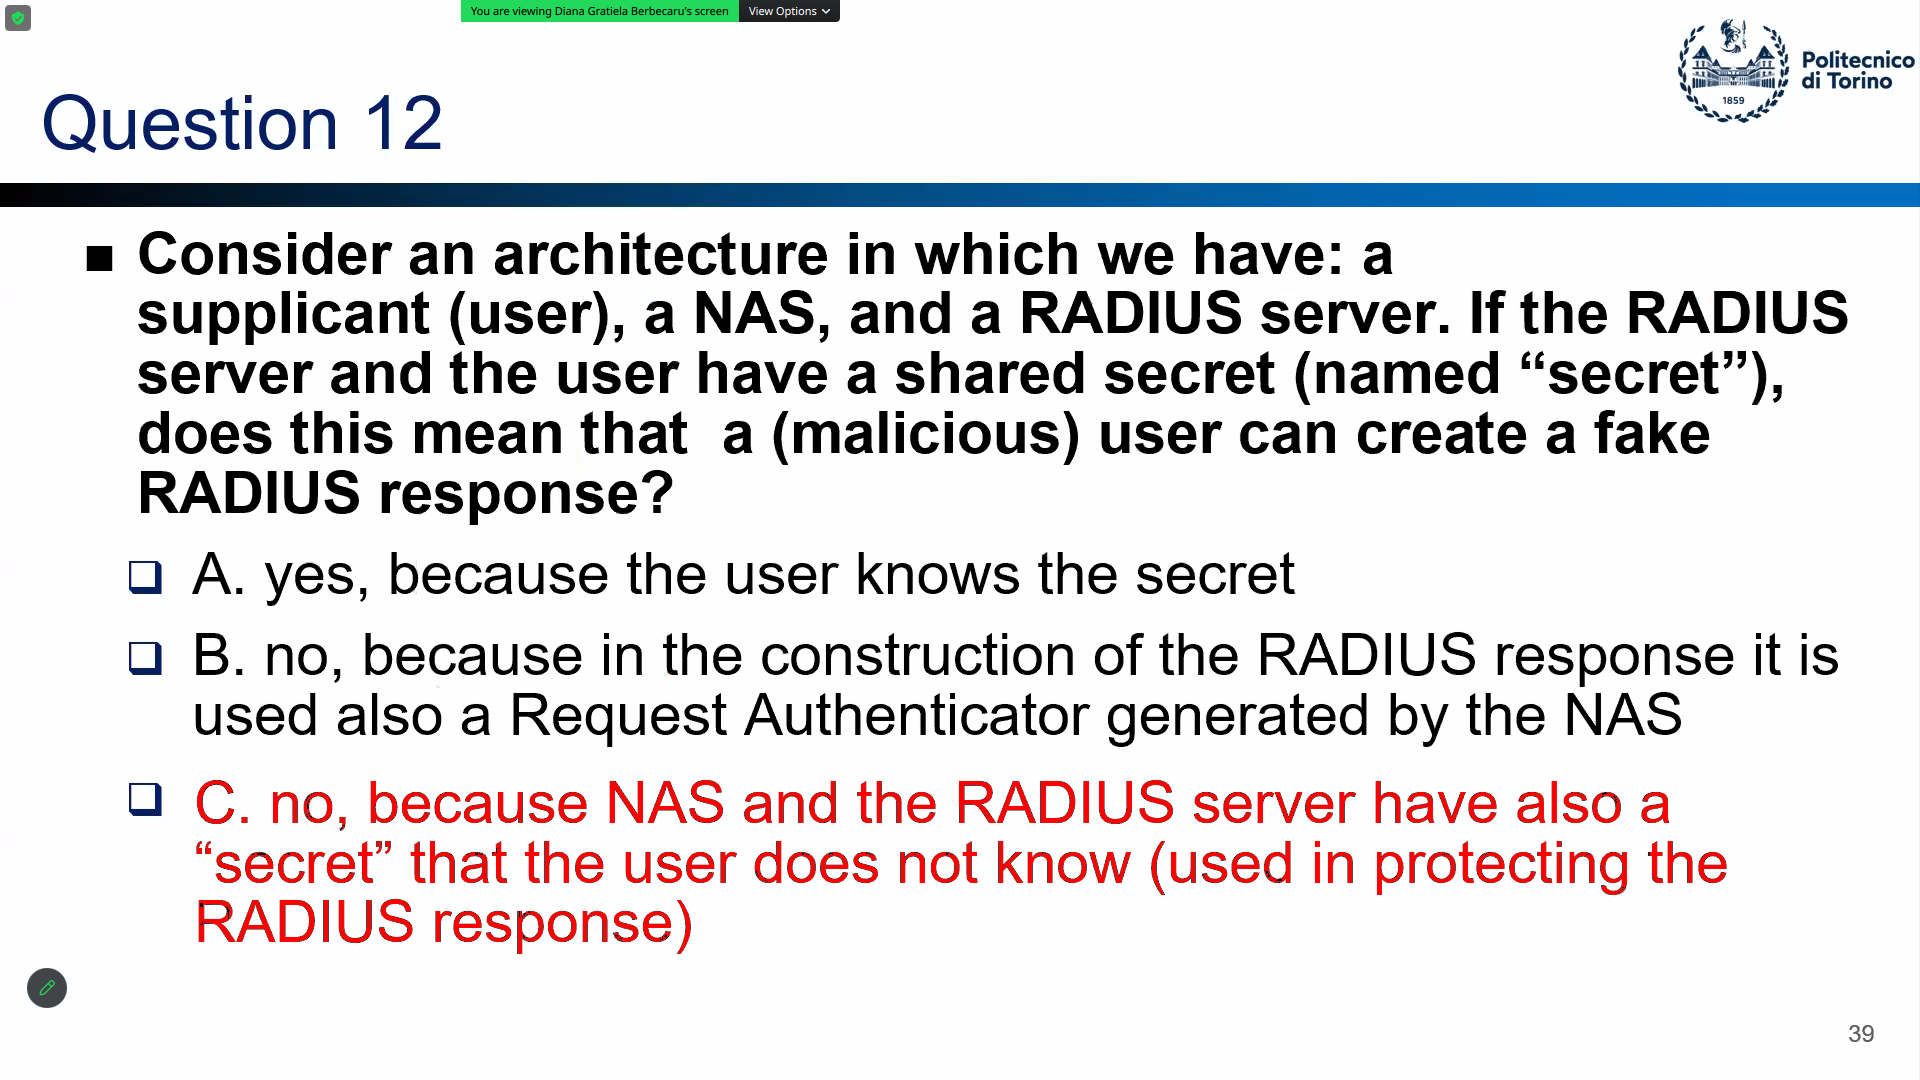 You are viewing Diana Gratiela Berbecaru's screen
View Options
Politecnico
di Torino
1859
Question 12
Consider an architecture in which we have: a
supplicant (user), a NAS, and a RADIUS server. If the RADIUS
server and the user have a shared secret (named “secret”),
does this mean that  a (malicious) user can create a fake
RADIUS response?
A. yes, because the user knows the secret
B. no, because in the construction of the RADIUS response it is
used also a Request Authenticator generated by the NAS
C. no, because NAS and the RADIUS server have also a
“secret” that the user does not know (used in protecting the
RADIUS response)
39